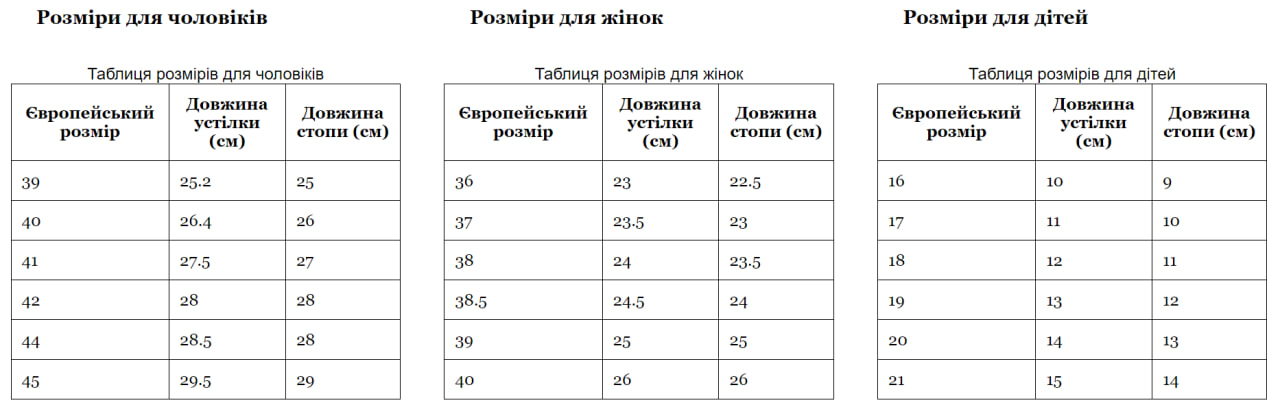 Розміри для чоловіків
Таблиця розмірів для чоловіків
Європейський розмір Довжина устілки (см) Довжина стопи (см)
39 25.2 25
40 26.4 26
41 27.5 27
42 28 28
44 28.5 28
45 29.5 29
Розміри для жінок
Таблиця розмірів для жінок
Європейський розмір Довжина устілки (см) Довжина стопи (см)
36 23 22.5
37 23.5 23
38 24 23.5
38.5 24.5 24
39 25 25
40 26 26
Розміри для дітей
Таблиця розмірів для дітей
Європейський розмір Довжина устілки (см) Довжина стопи (см)
16 10 9
17 11 10
18 12 11
19 13 12
20 14 13
21 15 14